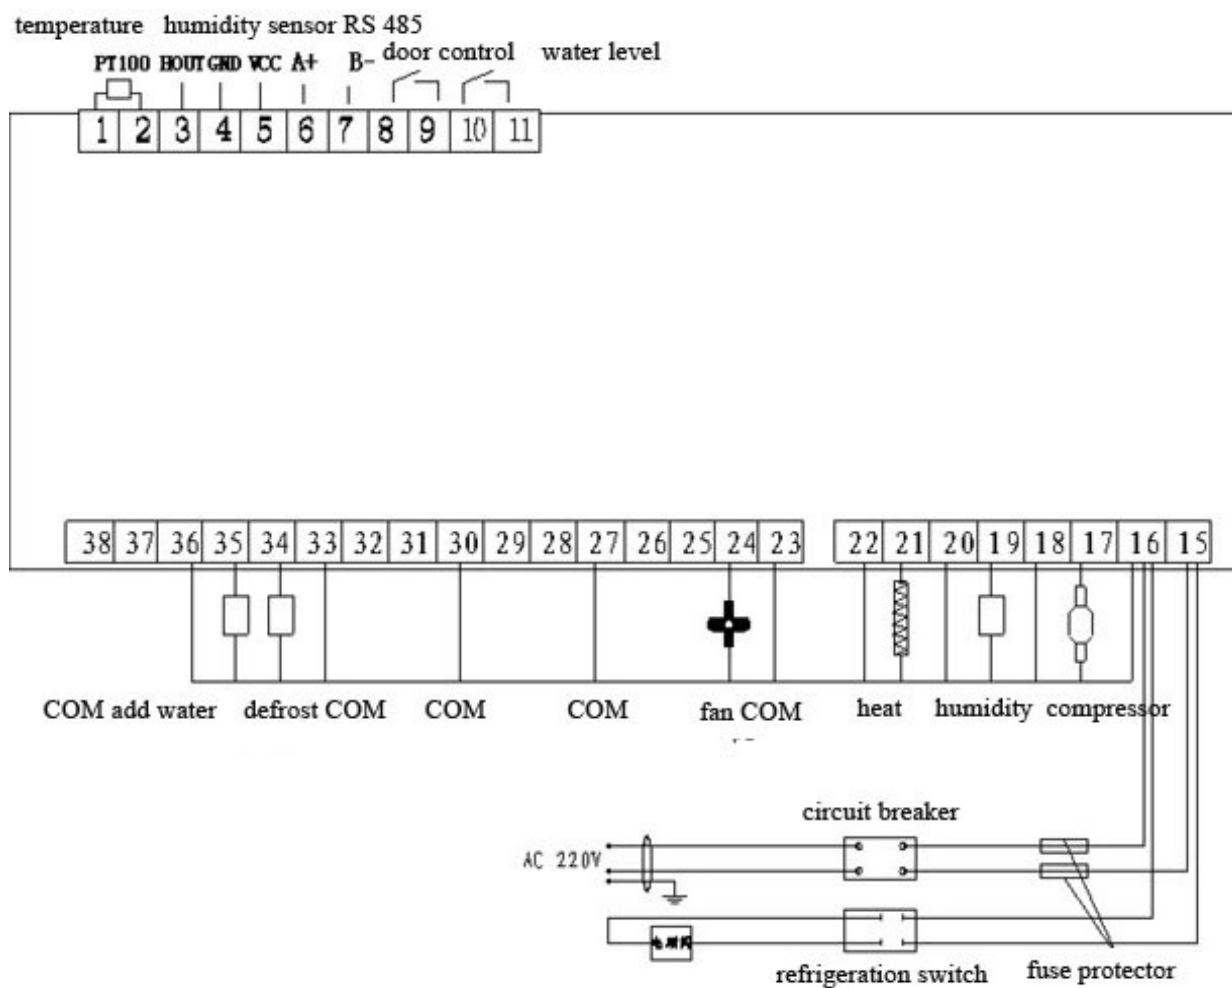 temperature humidity sensor RS 485
door control water level
PT100 HOUT GND VCC A+ B-
1 2 3 4 5 6 7 8 9 10 11
38 37 36 35 34 33 32 31 30 29 28 27 26 25 24 23 22 21 20 19 18 17 16 15
COM add water defrost COM COM COM fan COM heat humidity compressor
circuit breaker
AC 220V
电磁阀
refrigeration switch fuse protector